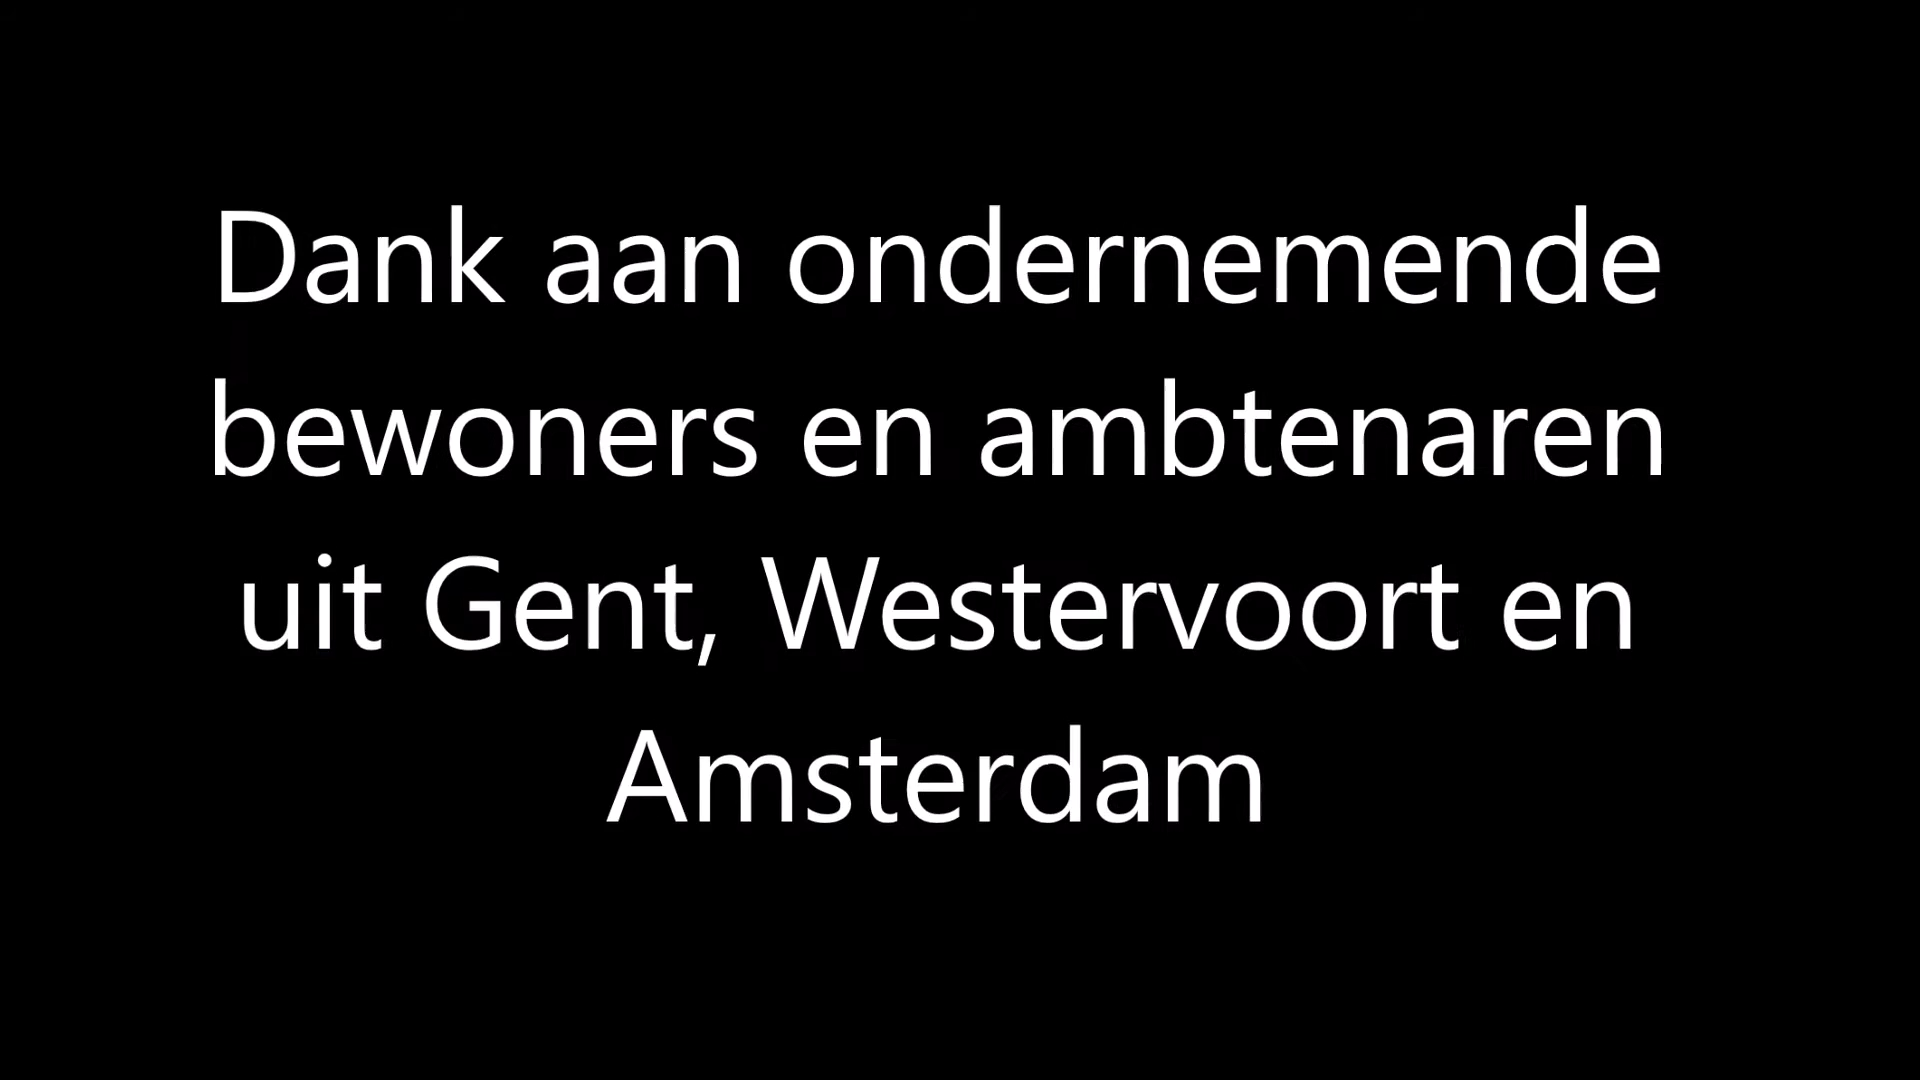 Dank aan ondernemende
bewoners en ambtenaren
uit Gent, Westervoort en
Amsterdam